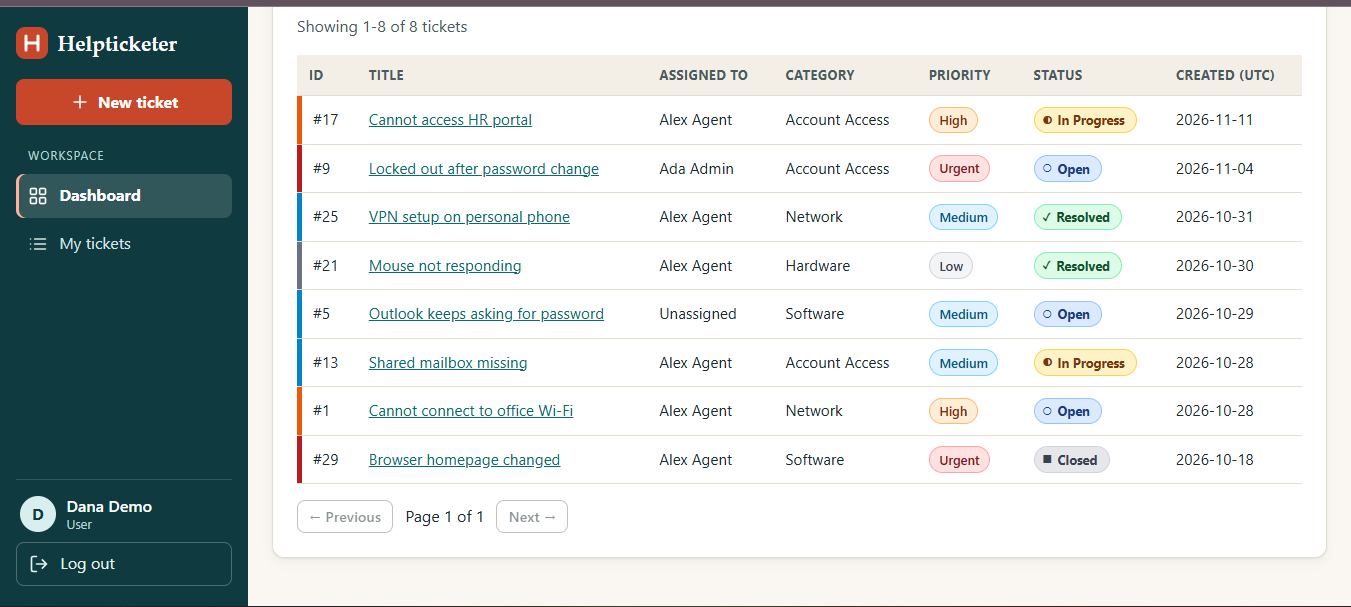 Helpticketer
+ New ticket
WORKSPACE
Dashboard
My tickets
D
Dana Demo
User
Log out
Showing 1-8 of 8 tickets
ID TITLE ASSIGNED TO CATEGORY PRIORITY STATUS CREATED (UTC)
#17 Cannot access HR portal Alex Agent Account Access High In Progress 2026-11-11
#9 Locked out after password change Ada Admin Account Access Urgent Open 2026-11-04
#25 VPN setup on personal phone Alex Agent Network Medium ✓ Resolved 2026-10-31
#21 Mouse not responding Alex Agent Hardware Low ✓ Resolved 2026-10-30
#5 Outlook keeps asking for password Unassigned Software Medium Open 2026-10-29
#13 Shared mailbox missing Alex Agent Account Access Medium In Progress 2026-10-28
#1 Cannot connect to office Wi-Fi Alex Agent Network High Open 2026-10-28
#29 Browser homepage changed Alex Agent Software Urgent Closed 2026-10-18
← Previous Page 1 of 1 Next →